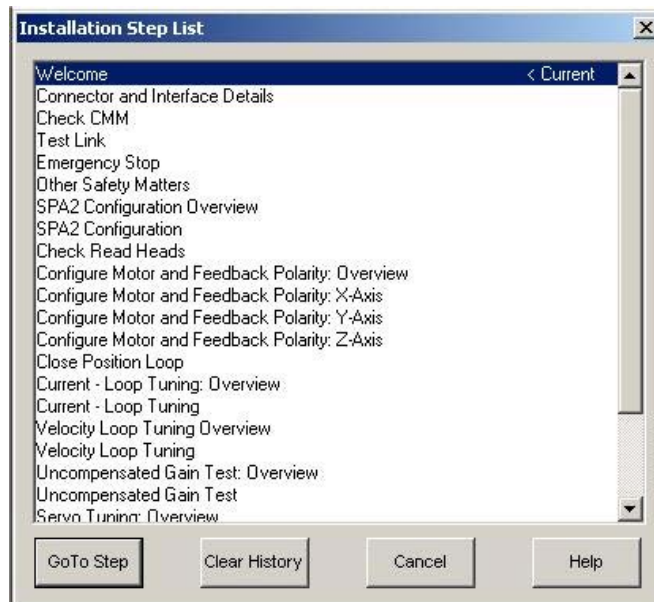 Installation Step List
Welcome < Current
Connector and Interface Details
Check CMM
Test Link
Emergency Stop
Other Safety Matters
SPA2 Configuration Overview
SPA2 Configuration
Check Read Heads
Configure Motor and Feedback Polarity: Overview
Configure Motor and Feedback Polarity: X-Axis
Configure Motor and Feedback Polarity: Y-Axis
Configure Motor and Feedback Polarity: Z-Axis
Close Position Loop
Current - Loop Tuning: Overview
Current - Loop Tuning
Velocity Loop Tuning Overview
Velocity Loop Tuning
Uncompensated Gain Test: Overview
Uncompensated Gain Test
Servo Tuning: Overview
GoTo Step Clear History Cancel Help